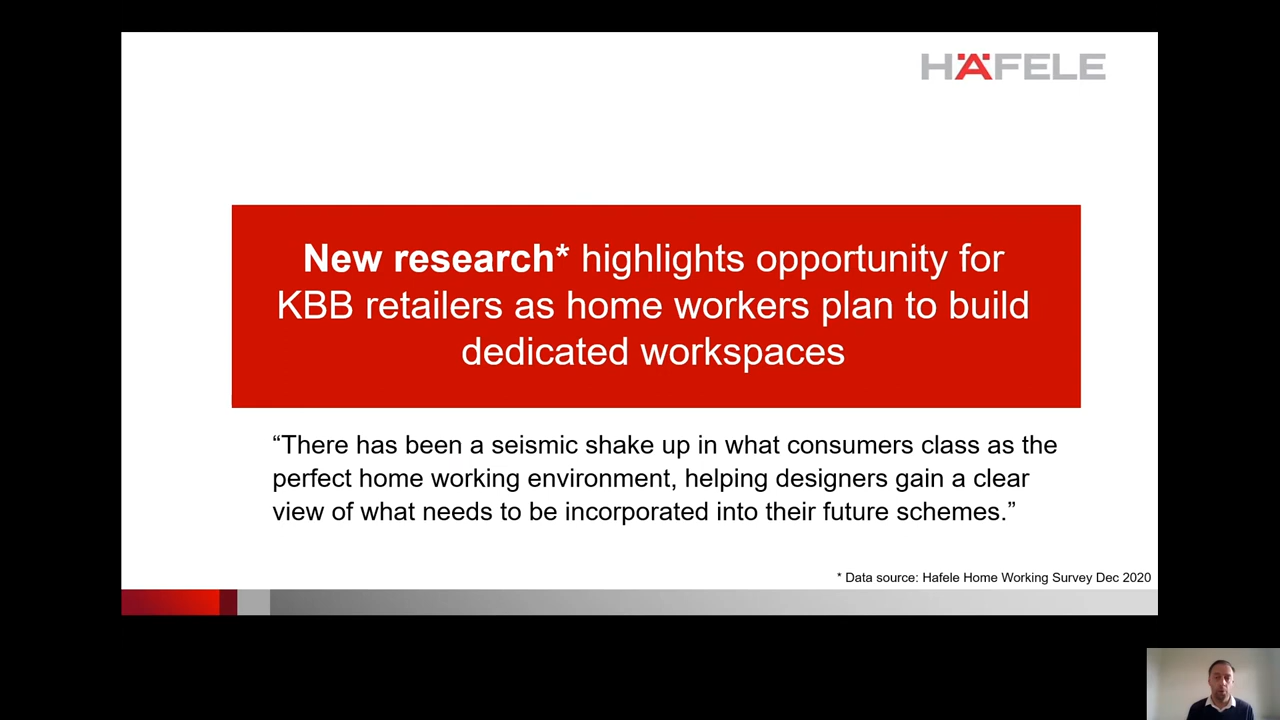 HÄFELE
New research* highlights opportunity for
KBB retailers as home workers plan to build
dedicated workspaces
“There has been a seismic shake up in what consumers class as the
perfect home working environment, helping designers gain a clear
view of what needs to be incorporated into their future schemes.”
* Data source: Hafele Home Working Survey Dec 2020